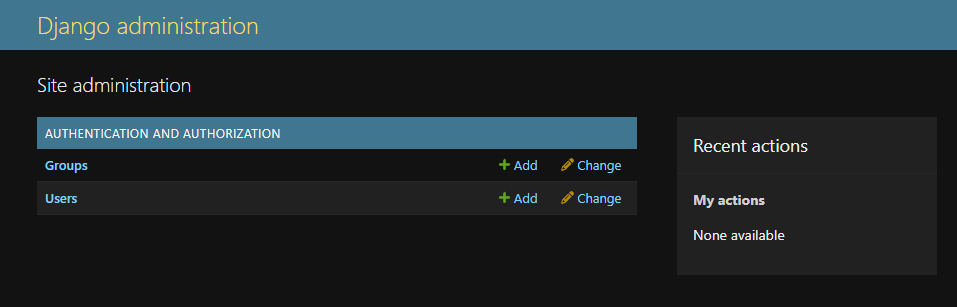 Django administration
Site administration
AUTHENTICATION AND AUTHORIZATION
Groups Add Change
Users Add Change
Recent actions
My actions
None available